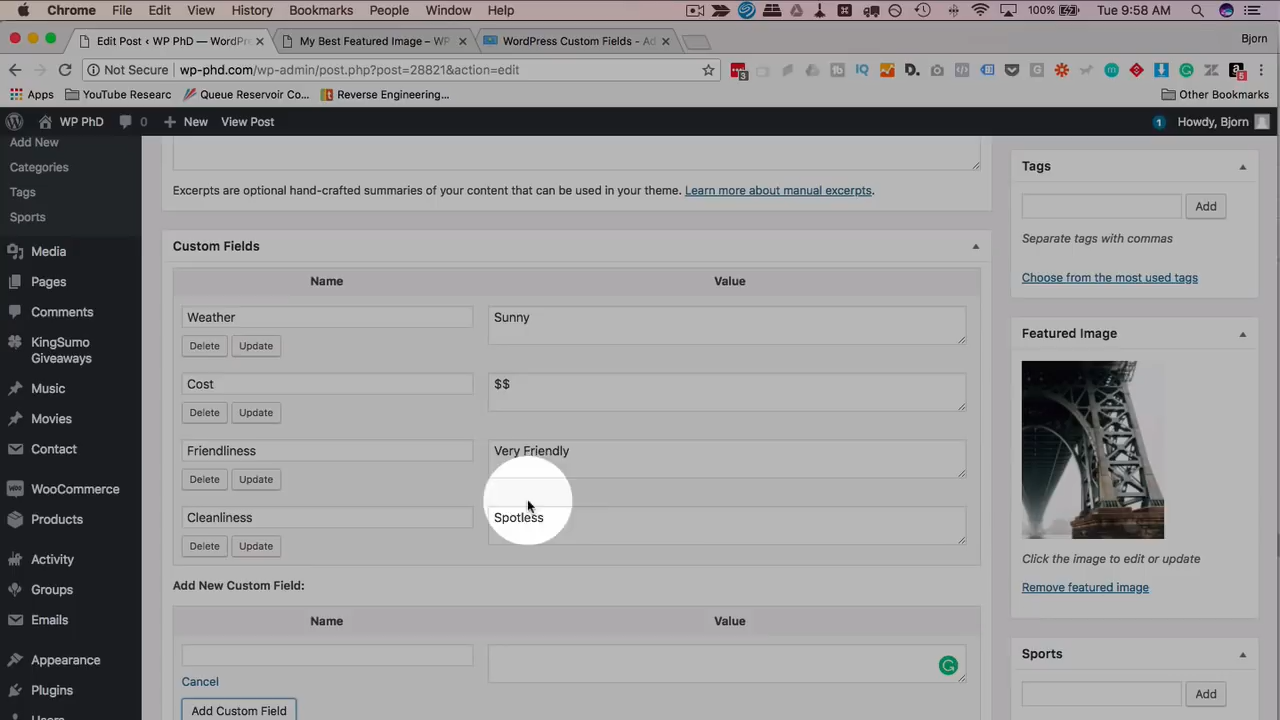 Chrome File Edit View History Bookmarks People Window Help 100% Tue 9:58 AM
Edit Post ‹ WP PhD — WordPr My Best Featured Image – WP WordPress Custom Fields - Ad Bjorn
Not Secure wp-phd.com/wp-admin/post.php?post=28821&action=edit
Apps YouTube Researc Queue Reservoir Co... Reverse Engineering... Other Bookmarks
WP PhD 0 New View Post 1 Howdy, Bjorn
Add New
Categories
Tags
Sports
Media
Pages
Comments
KingSumo
Giveaways
Music
Movies
Contact
WooCommerce
Products
Activity
Groups
Emails
Appearance
Plugins
Excerpts are optional hand-crafted summaries of your content that can be used in your theme. Learn more about manual excerpts.
Custom Fields
Name Value
Weather Sunny
Delete Update
Cost $$
Delete Update
Friendliness Very Friendly
Delete Update
Cleanliness Spotless
Delete Update
Add New Custom Field:
Name Value
Cancel
Add Custom Field
Tags
Add
Separate tags with commas
Choose from the most used tags
Featured Image
Click the image to edit or update
Remove featured image
Sports
Add